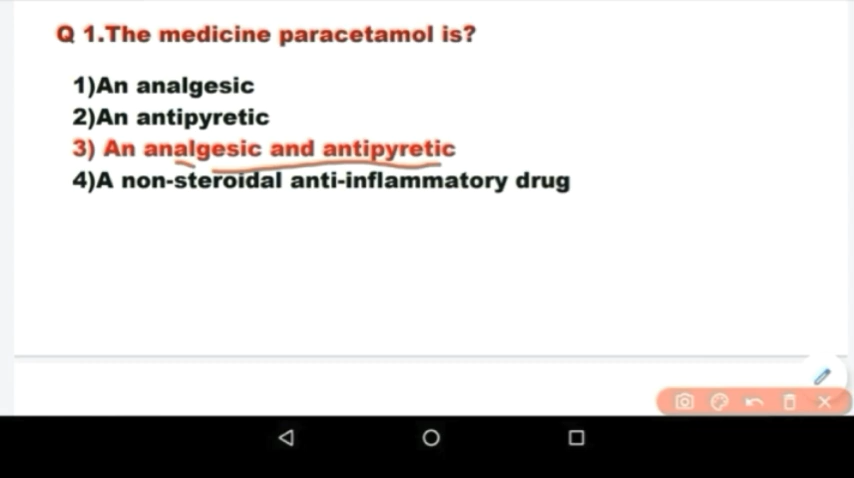 Q 1.The medicine paracetamol is?
1)An analgesic
2)An antipyretic
3) An analgesic and antipyretic
4)A non-steroidal anti-inflammatory drug